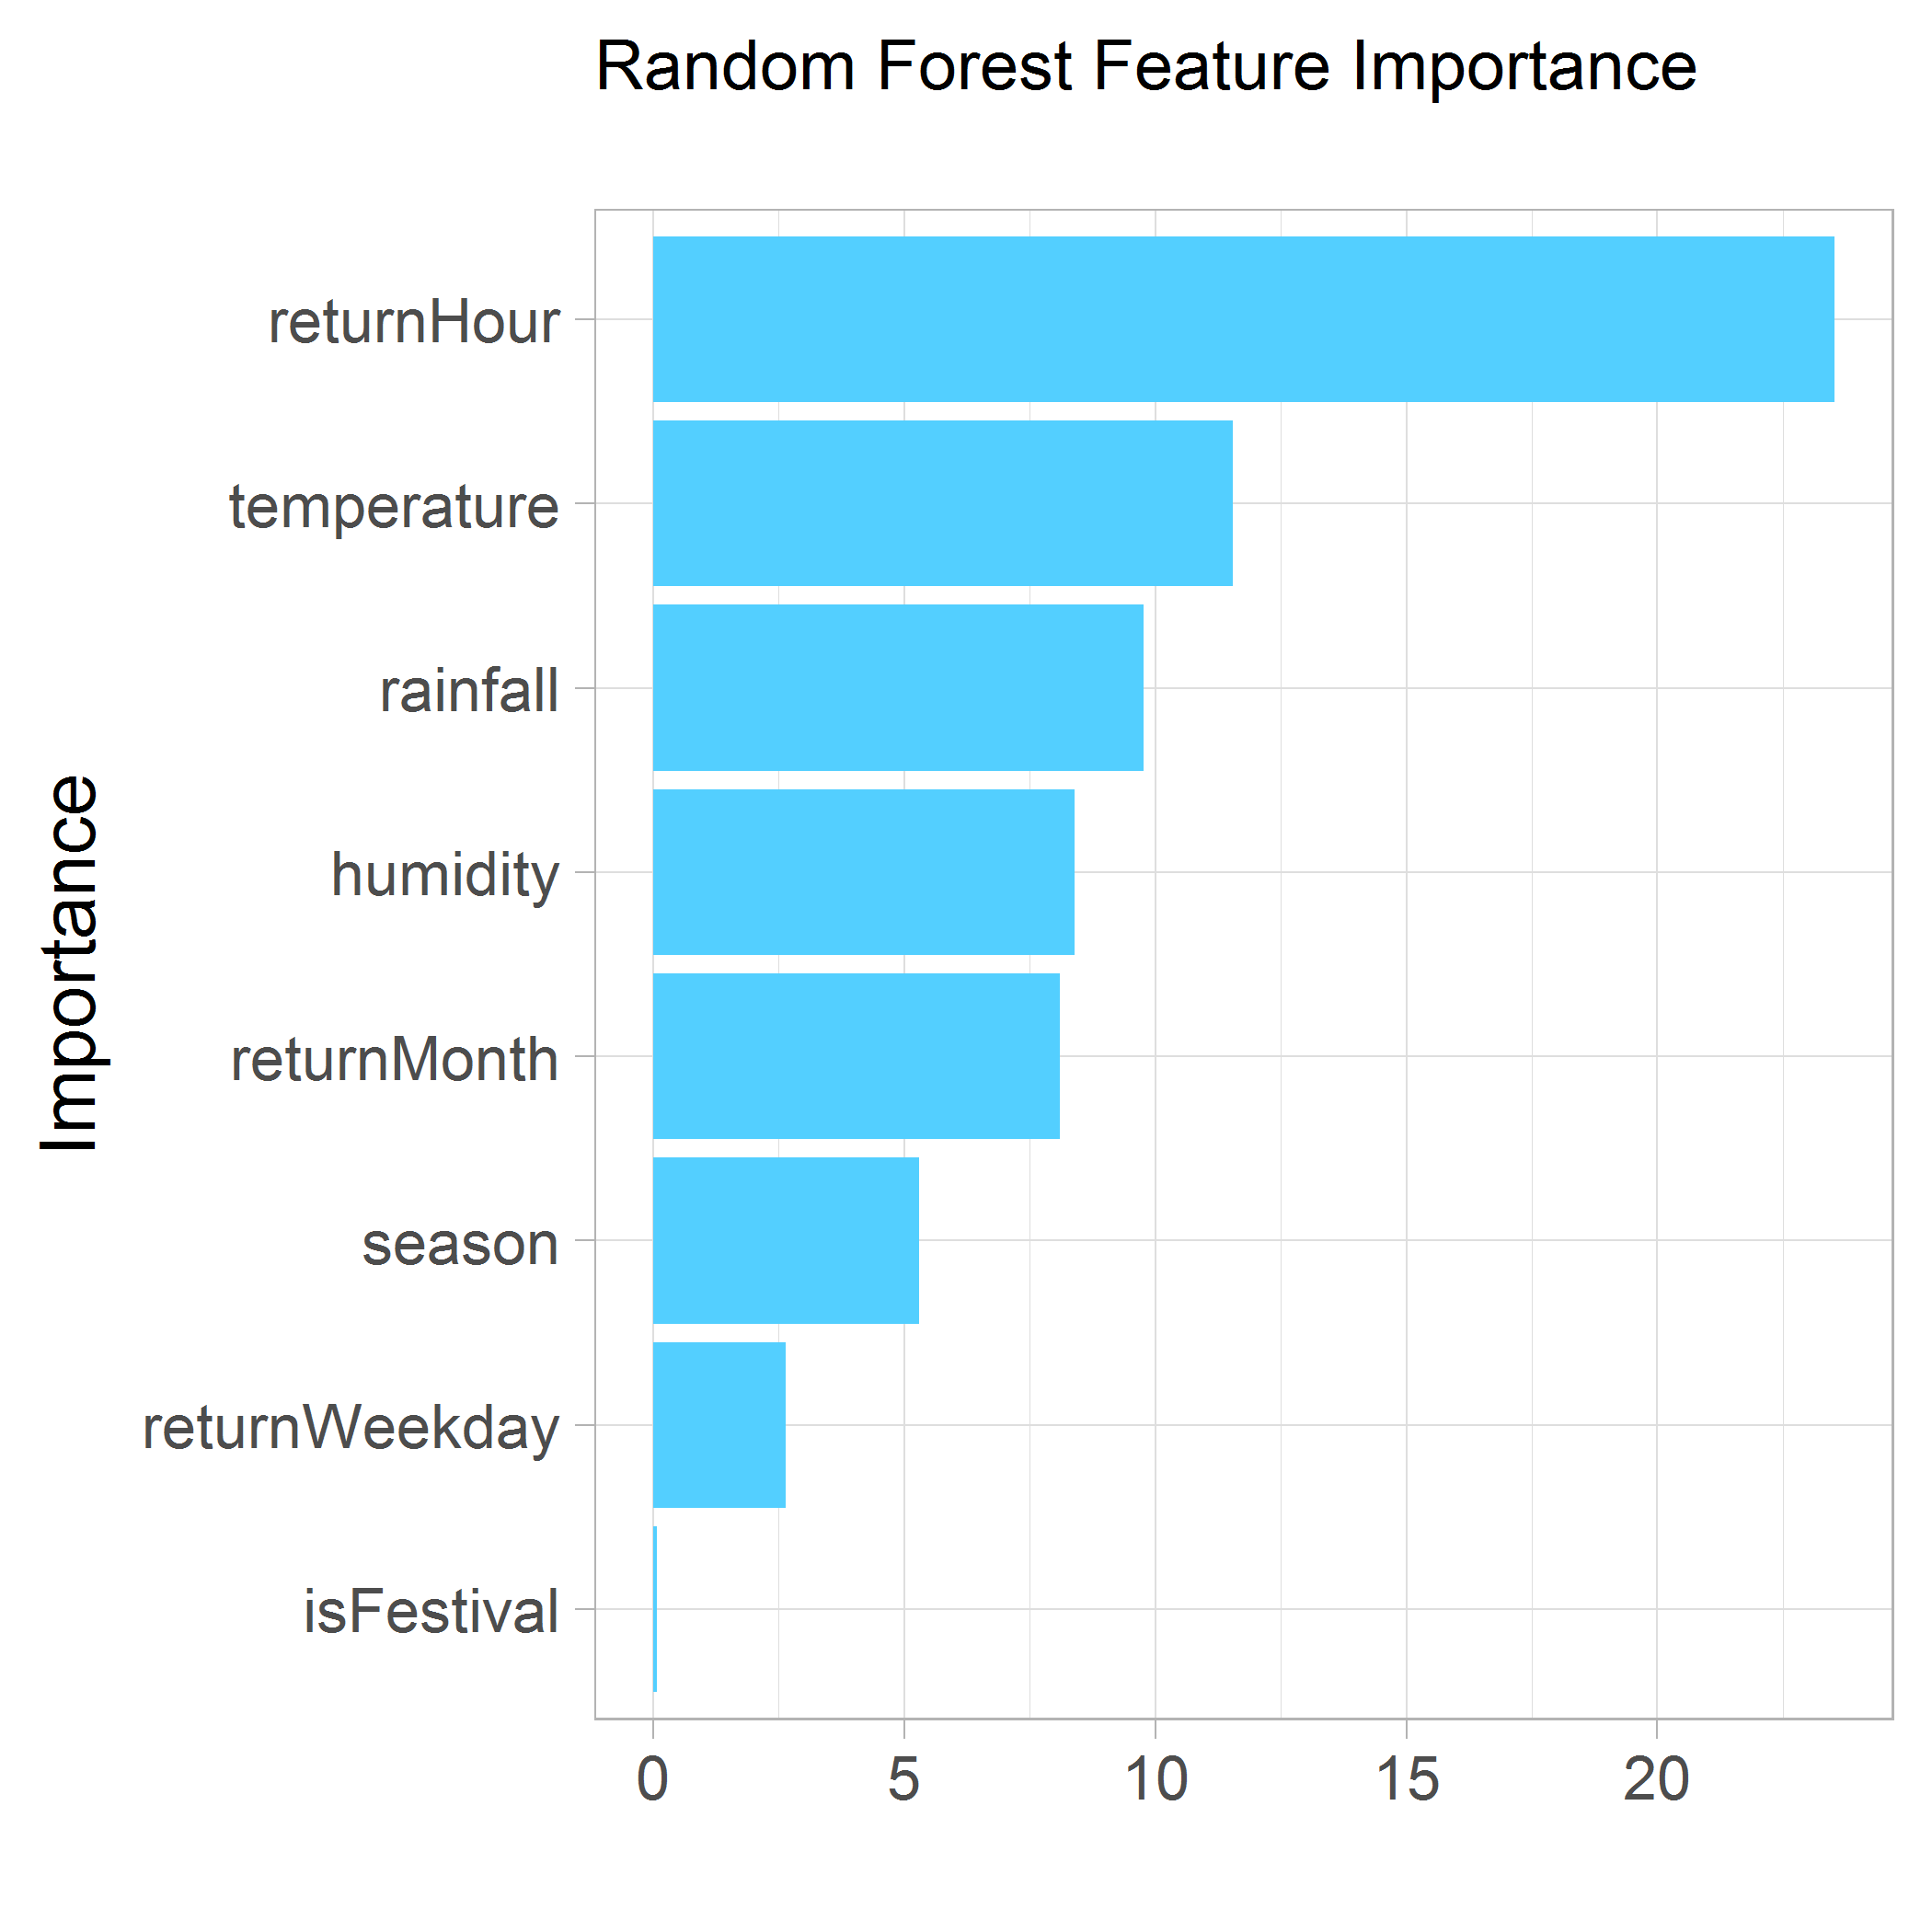 Random Forest Feature Importance
Importance
returnHour
temperature
rainfall
humidity
returnMonth
season
returnWeekday
isFestival
0 5 10 15 20